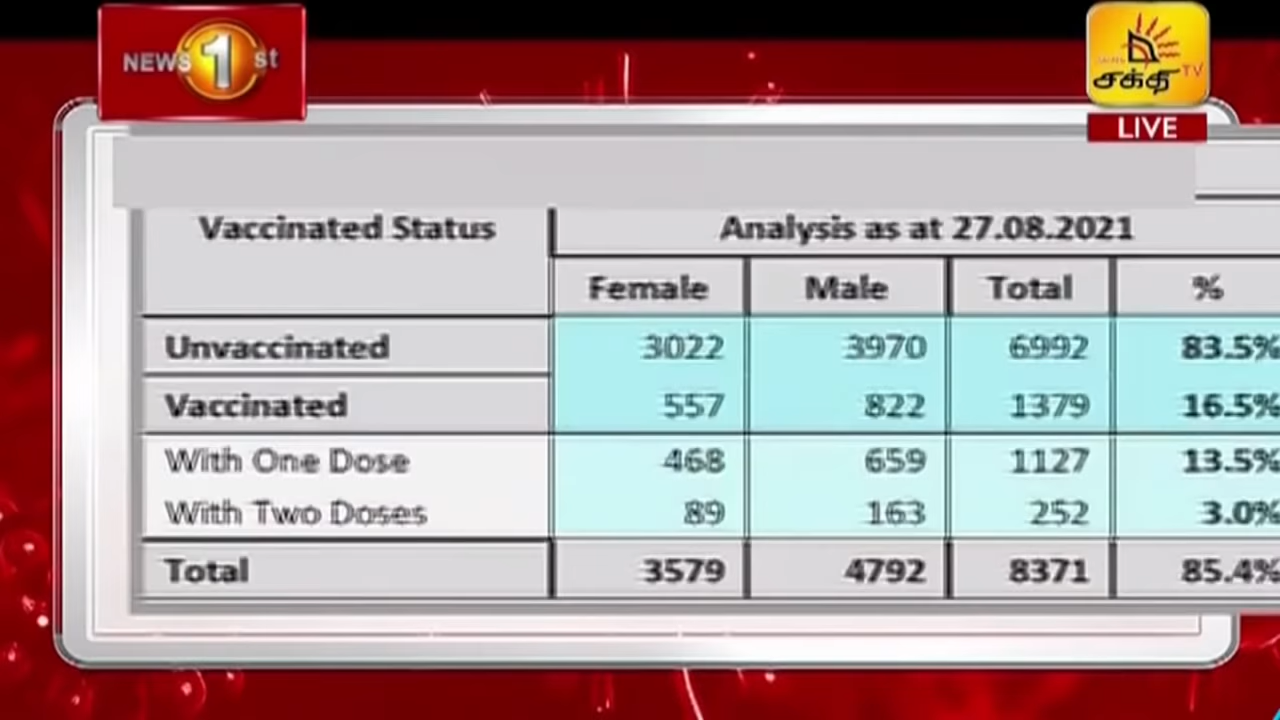 NEWS 1st
சக்தி TV
LIVE
Vaccinated Status Analysis as at 27.08.2021
Female Male Total %
Unvaccinated 3022 3970 6992 83.5%
Vaccinated 557 822 1379 16.5%
With One Dose 468 659 1127 13.5%
With Two Doses 89 163 252 3.0%
Total 3579 4792 8371 85.4%